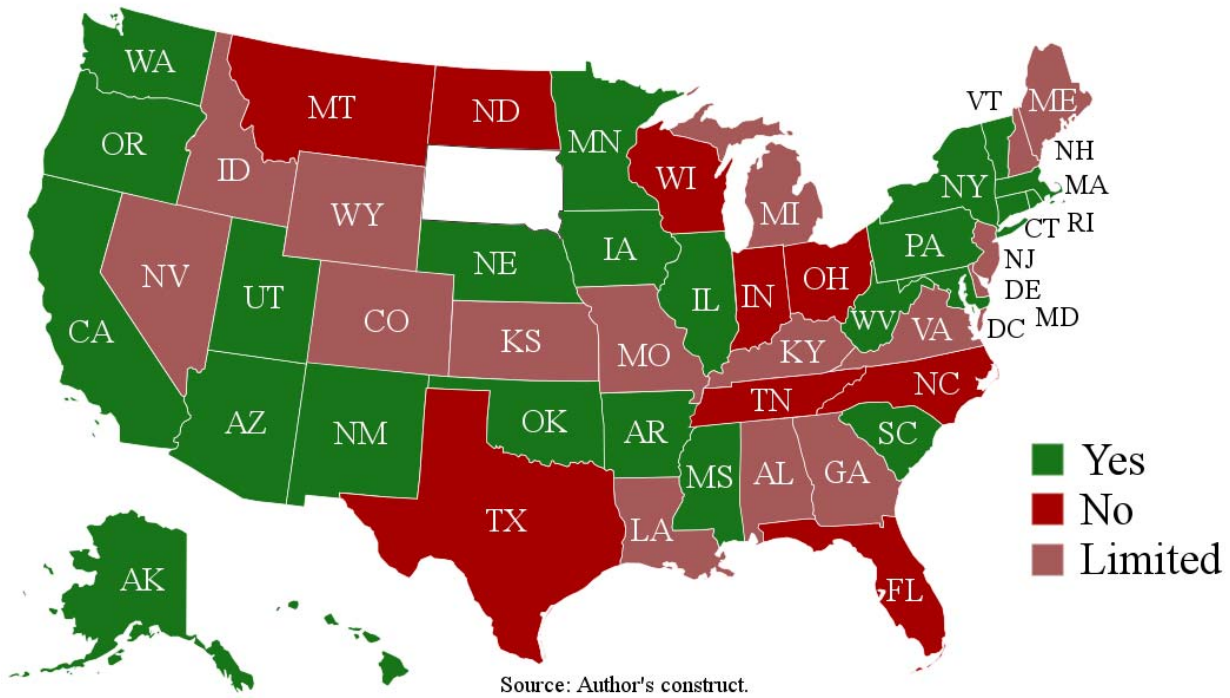 WA
MT
ND
MN
VT
ME
OR
ID
WI
NH
WY
MI
NY
MA
CT
RI
NE
IA
PA
NJ
NV
UT
IL
IN
OH
DE
MD
CA
CO
KS
MO
WV
VA
DC
KY
AZ
NM
OK
AR
TN
NC
SC
MS
AL
GA
Yes
TX
LA
No
AK
FL
Limited
Source: Author's construct.